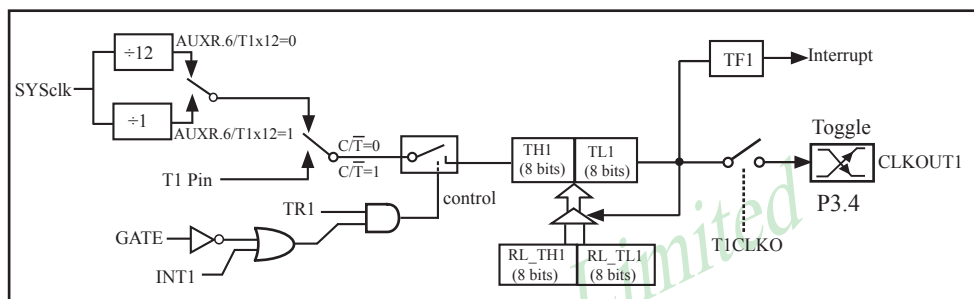 ÷12
AUXR.6/T1x12=0
SYSclk
÷1
AUXR.6/T1x12=1
C/T̅=0
C/T̅=1
T1 Pin
TR1
GATE
INT1
control
TH1
(8 bits)
TL1
(8 bits)
RL_TH1
(8 bits)
RL_TL1
(8 bits)
TF1
Interrupt
Toggle
CLKOUT1
P3.4
T1CLKO
Limited